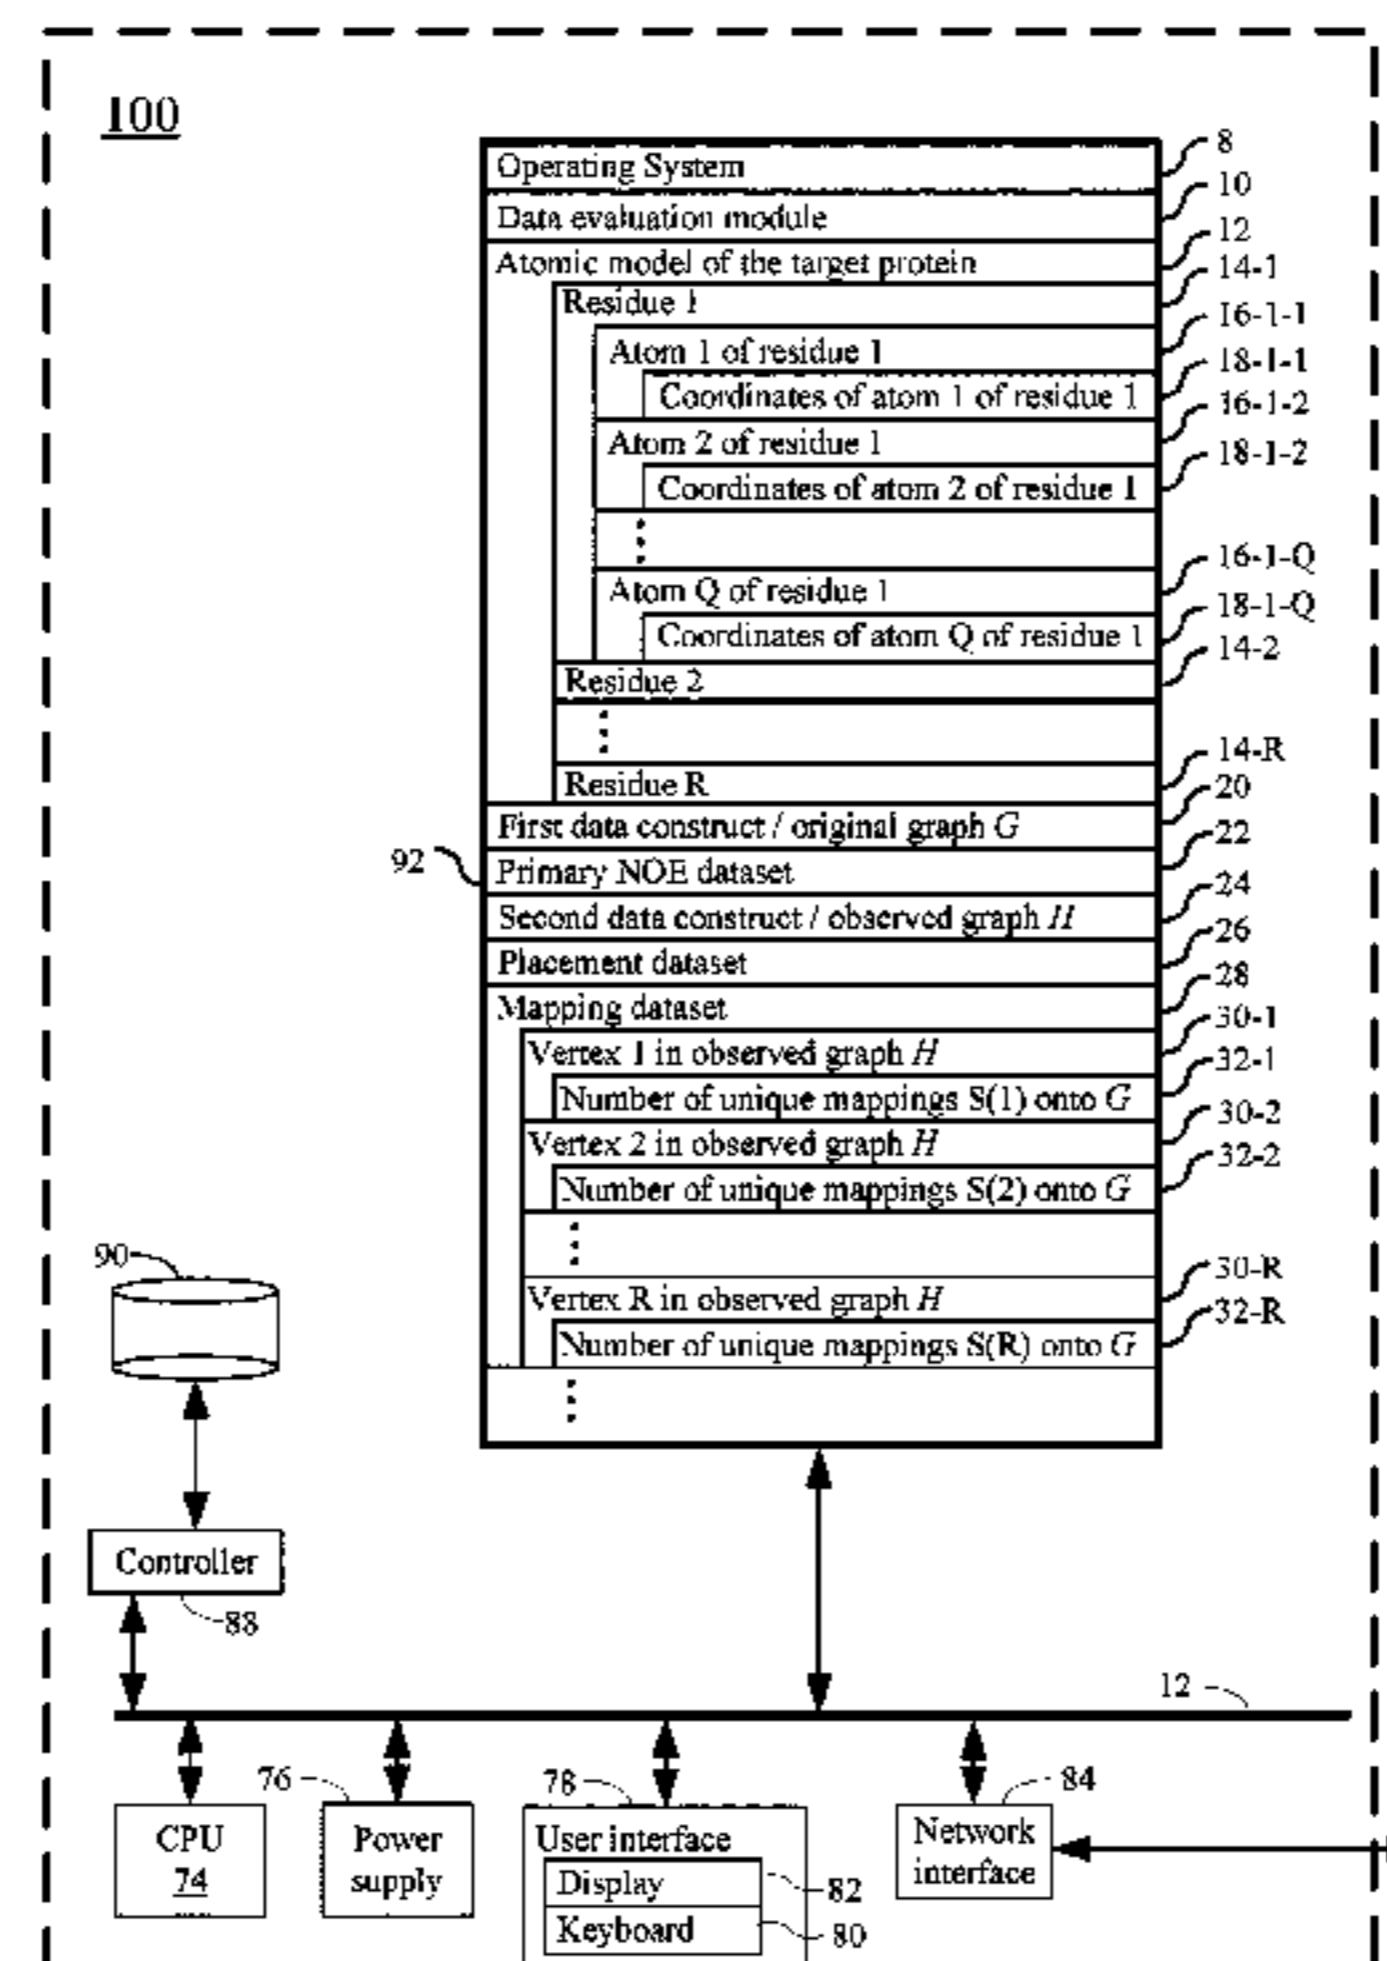 100
Operating System
8
Data evaluation module
10
Atomic model of the target protein
12
Residue 1
14-1
Atom 1 of residue 1
16-1-1
Coordinates of atom 1 of residue 1
18-1-1
Atom 2 of residue 1
16-1-2
Coordinates of atom 2 of residue 1
18-1-2
Atom Q of residue 1
16-1-Q
Coordinates of atom Q of residue 1
18-1-Q
Residue 2
14-2
Residue R
14-R
First data construct / original graph G
20
92
Primary NOE dataset
22
Second data construct / observed graph H
24
Placement dataset
26
Mapping dataset
28
Vertex 1 in observed graph H
30-1
Number of unique mappings S(1) onto G
32-1
Vertex 2 in observed graph H
30-2
Number of unique mappings S(2) onto G
32-2
Vertex R in observed graph H
30-R
Number of unique mappings S(R) onto G
32-R
90
Controller
88
12
76
78
84
CPU
74
Power
supply
User interface
Display
82
Keyboard
80
Network
interface